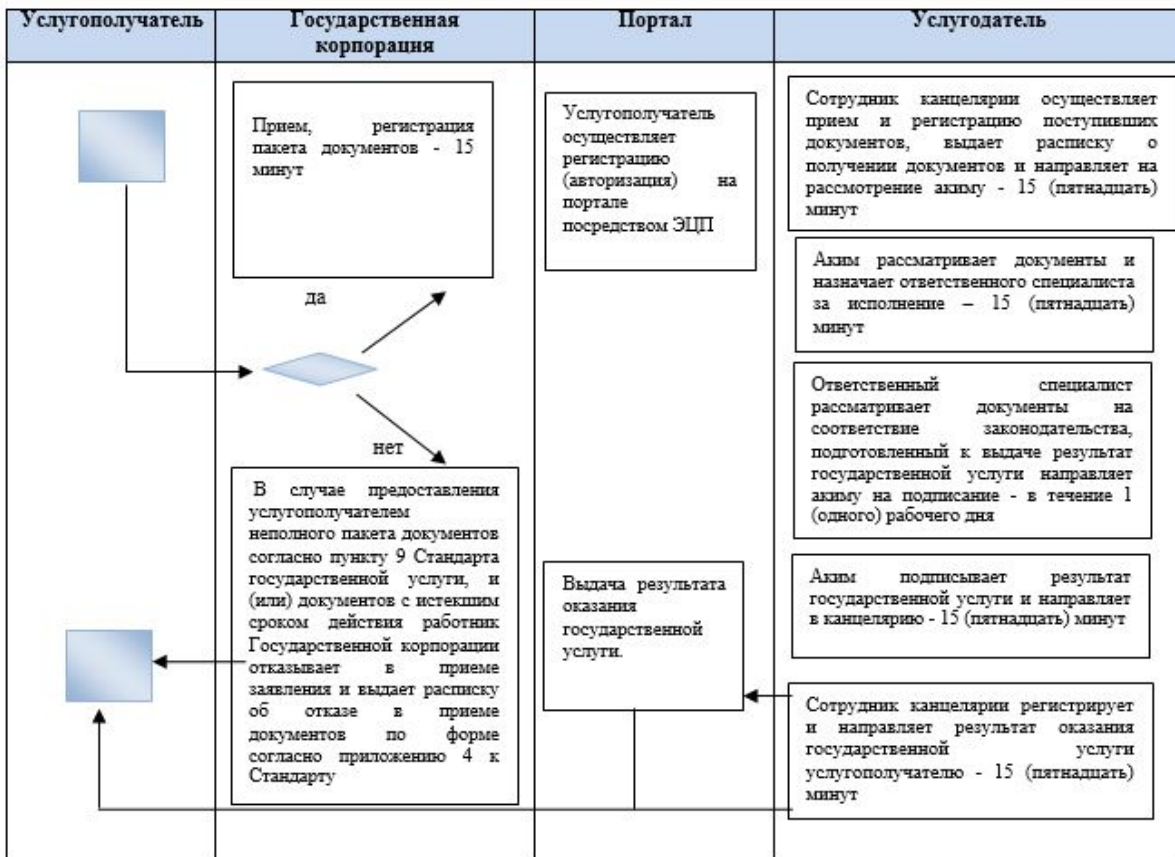 Услугополучатель
Государственная
корпорация
Портал
Услугодатель
Прием, регистрация
пакета документов - 15
минут
да
нет
В случае предоставления
услугополучателем
неполного пакета документов
согласно пункту 9 Стандарта
государственной услуги, и
(или) документов с истекшим
сроком действия работник
Государственной корпорации
отказывает в приеме
заявления и выдает расписку
об отказе в приеме
документов по форме
согласно приложению 4 к
Стандарту
Услугополучатель
осуществляет
регистрацию
(авторизация) на
портале
посредством ЭЦП
Выдача результата
оказания
государственной
услуги.
Сотрудник канцелярии осуществляет
прием и регистрацию поступивших
документов, выдает расписку о
получении документов и направляет на
рассмотрение акиму - 15 (пятнадцать)
минут
Аким рассматривает документы и
назначает ответственного специалиста
за исполнение – 15 (пятнадцать)
минут
Ответственный специалист
рассматривает документы на
соответствие законодательства,
подготовленный к выдаче результат
государственной услуги направляет
акиму на подписание - в течение 1
(одного) рабочего дня
Аким подписывает результат
государственной услуги и направляет
в канцелярию - 15 (пятнадцать) минут
Сотрудник канцелярии регистрирует
и направляет результат оказания
государственной услуги
услугополучателю - 15 (пятнадцать)
минут